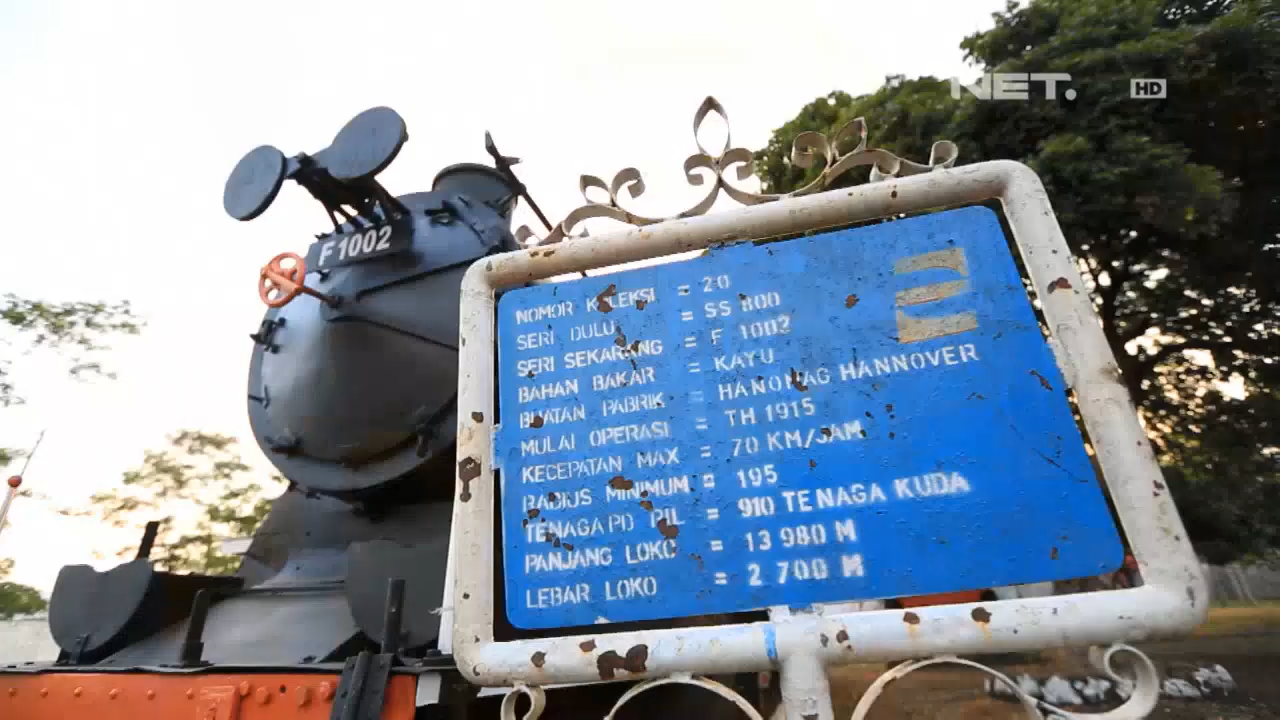 NET. HD
F 1002
NOMOR KOLEKSI = 20
SERI DULU = SS 800
SERI SEKARANG = F 1002
BAHAN BAKAR = KAYU
BUATAN PABRIK = HANOMAG HANNOVER
MULAI OPERASI = TH 1915
KECEPATAN MAX = 70 KM/JAM
RADIUS MINIMUM = 195
TENAGA PD PIL = 910 TENAGA KUDA
PANJANG LOKO = 13 980 M
LEBAR LOKO = 2 700 M